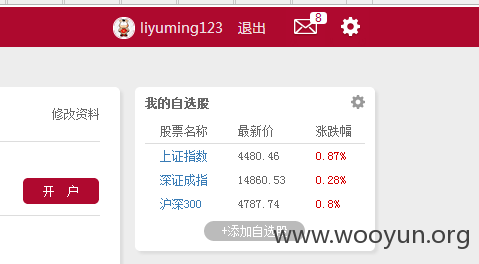 liyuming123 退出 8
修改资料
开 户
我的自选股
股票名称 最新价 涨跌幅
上证指数 4480.46 0.87%
深证成指 14860.53 0.28%
沪深300 4787.74 0.8%
+添加自选股
www.wooyun.org